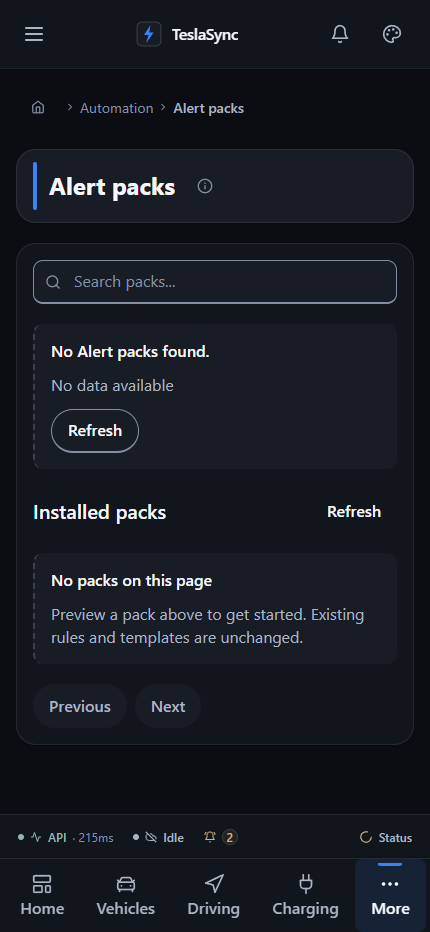 TeslaSync
Automation Alert packs
Alert packs
Search packs...
No Alert packs found.
No data available
Refresh
Installed packs Refresh
No packs on this page
Preview a pack above to get started. Existing
rules and templates are unchanged.
Previous Next
API · 215ms Idle 2 Status
Home Vehicles Driving Charging More